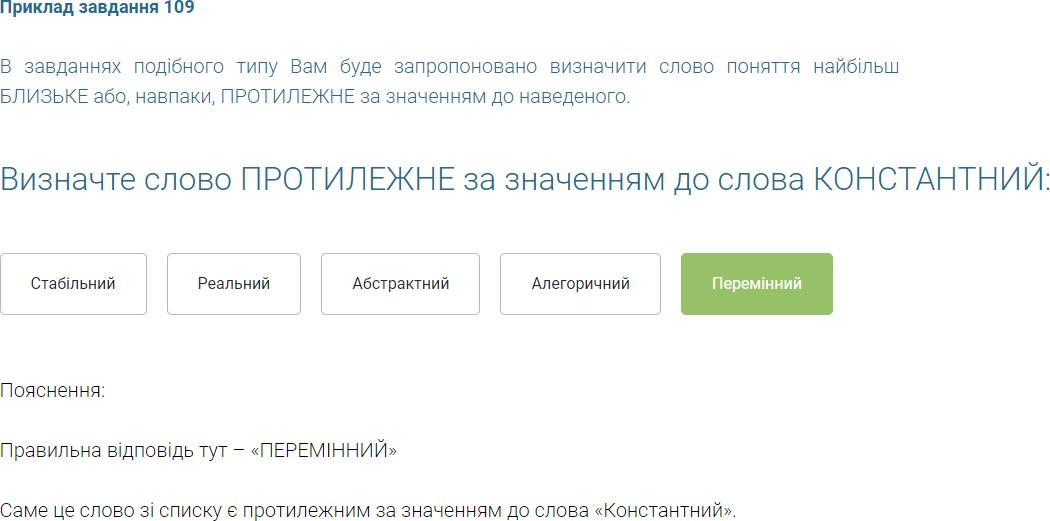 Приклад завдання 109
В завданнях подібного типу Вам буде запропоновано визначити слово поняття найбільш
БЛИЗЬКЕ або, навпаки, ПРОТИЛЕЖНЕ за значенням до наведеного.
Визначте слово ПРОТИЛЕЖНЕ за значенням до слова КОНСТАНТНИЙ:
Стабільний Реальний Абстрактний Алегоричний Перемінний
Пояснення:
Правильна відповідь тут – «ПЕРЕМІННИЙ»
Саме це слово зі списку є протилежним за значенням до слова «Константний».